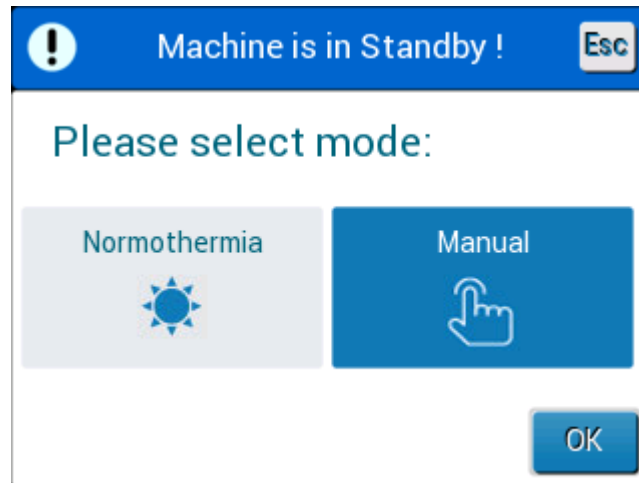 Machine is in Standby !
Esc
Please select mode:
Normothermia
Manual
OK